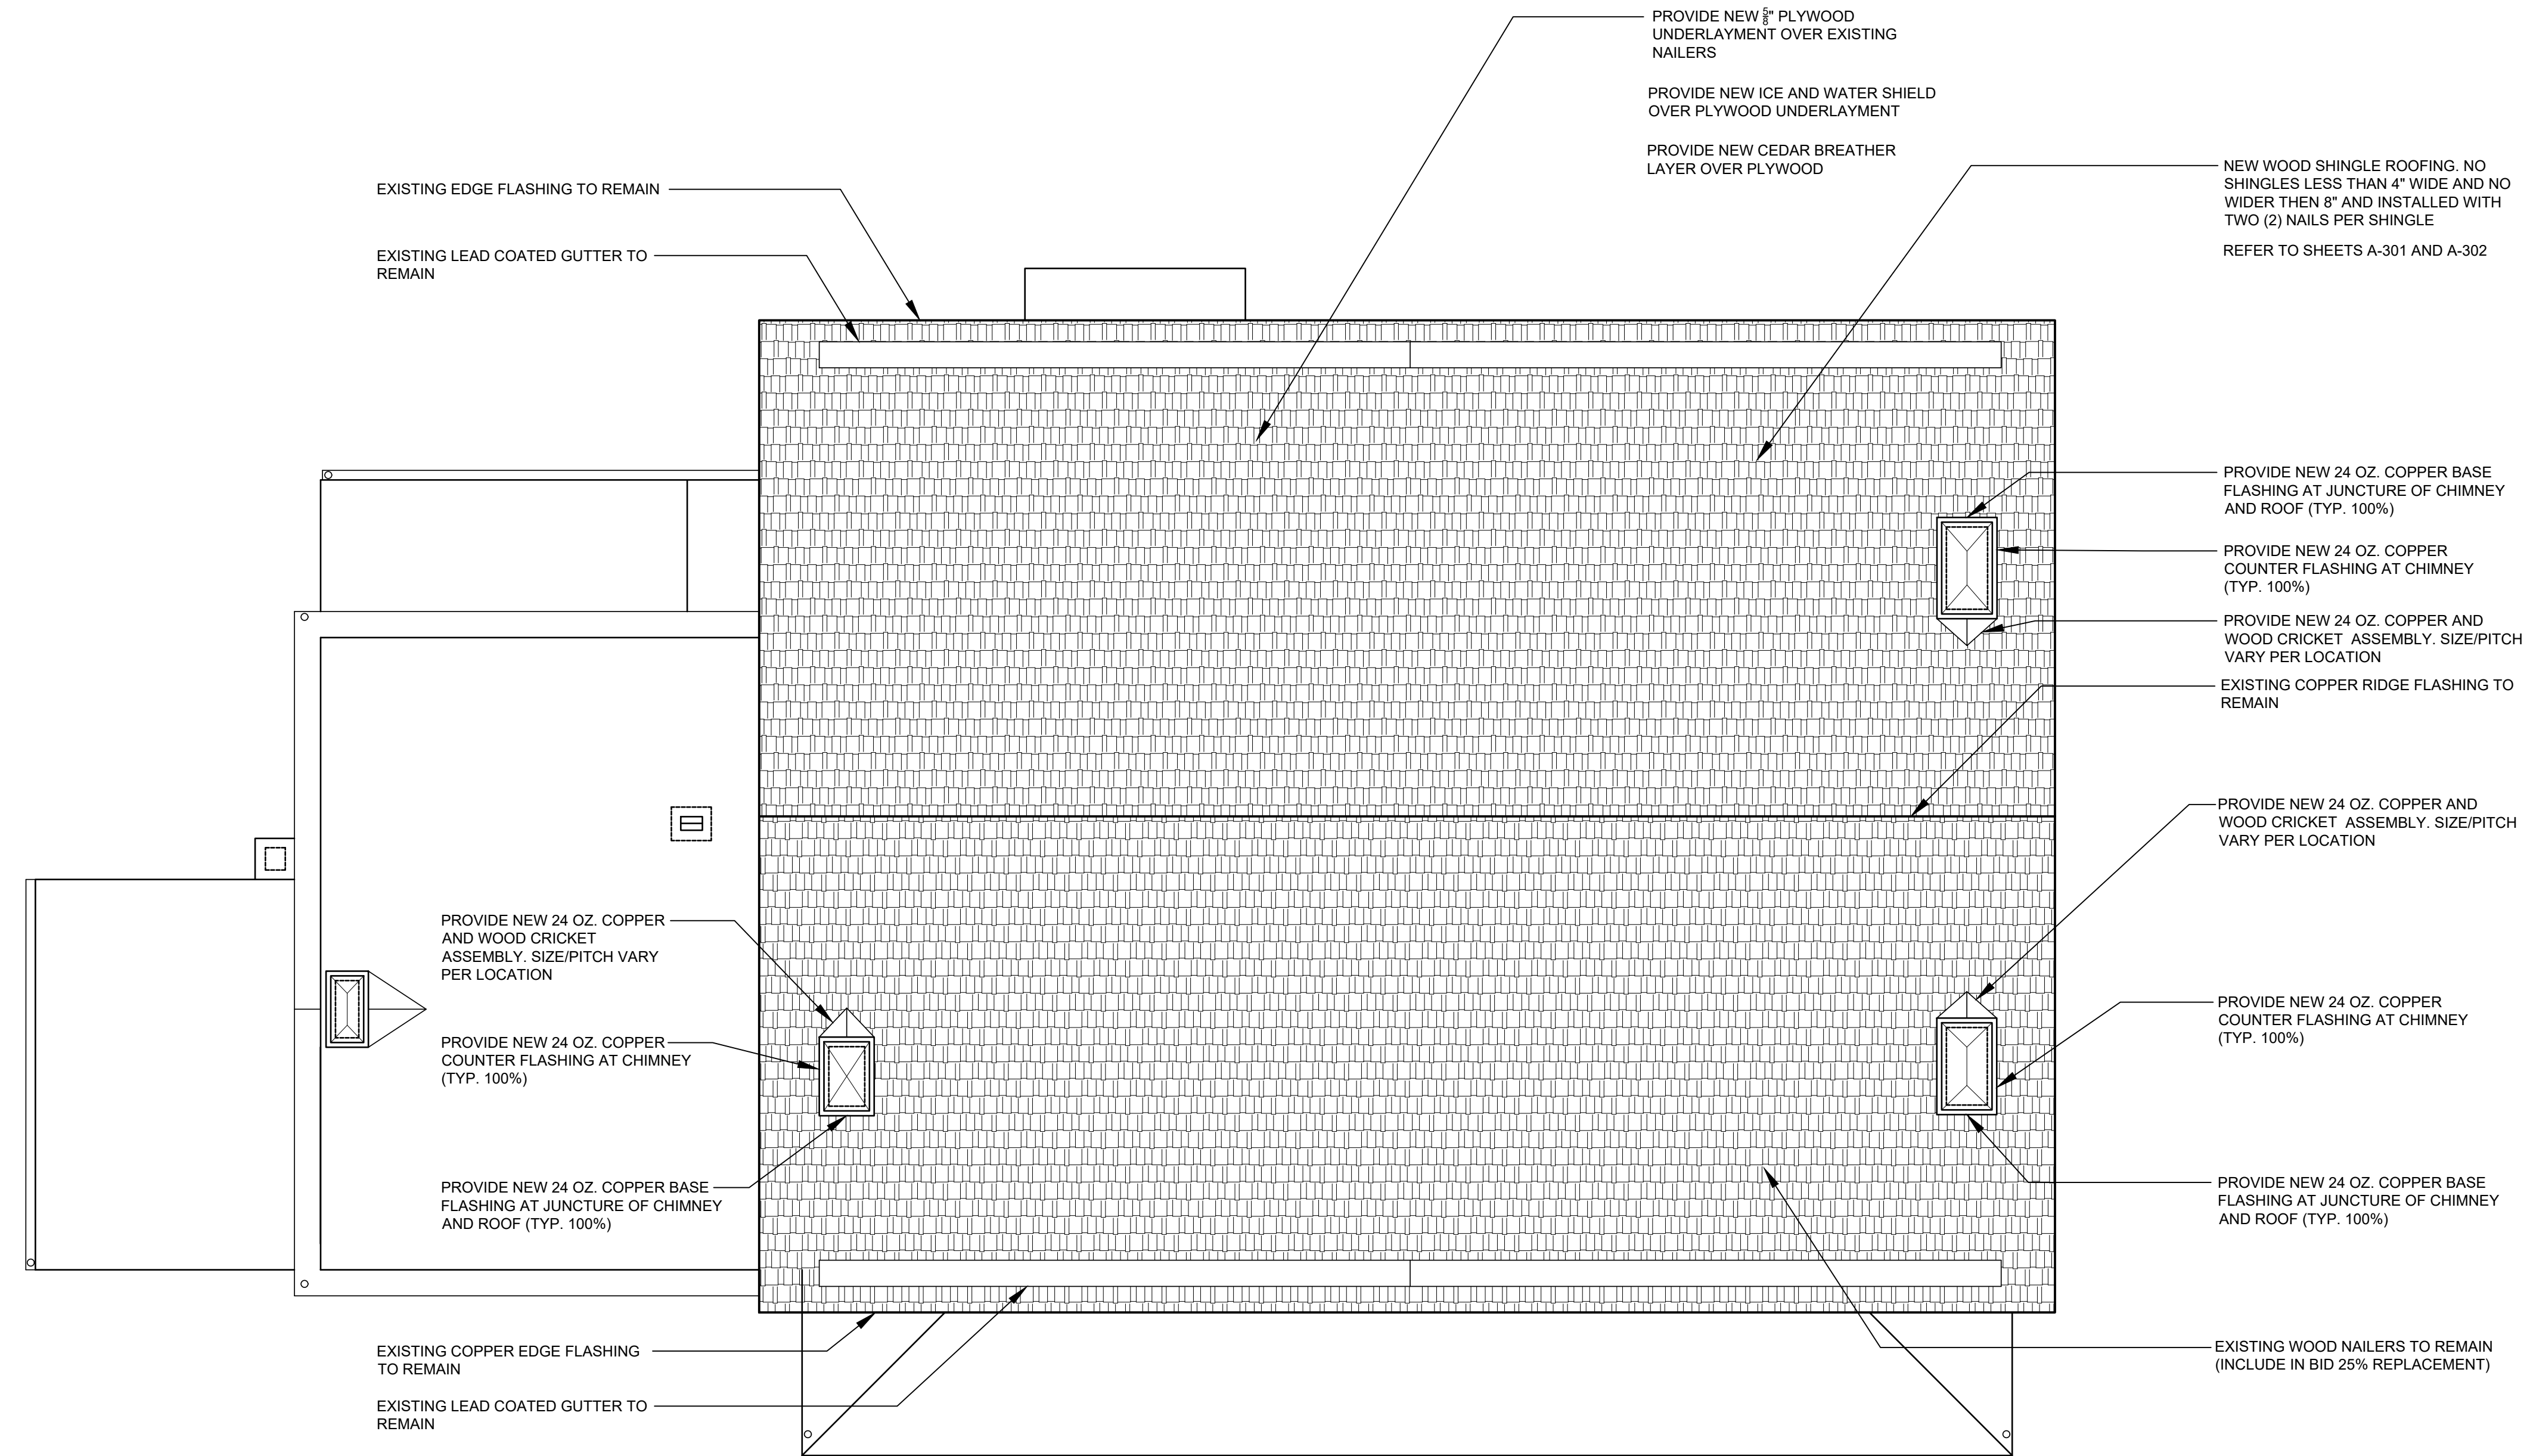 PROVIDE NEW 5/8" PLYWOOD
UNDERLAYMENT OVER EXISTING
NAILERS
PROVIDE NEW ICE AND WATER SHIELD
OVER PLYWOOD UNDERLAYMENT
PROVIDE NEW CEDAR BREATHER
LAYER OVER PLYWOOD
NEW WOOD SHINGLE ROOFING. NO
SHINGLES LESS THAN 4" WIDE AND NO
WIDER THEN 8" AND INSTALLED WITH
TWO (2) NAILS PER SHINGLE
REFER TO SHEETS A-301 AND A-302
EXISTING EDGE FLASHING TO REMAIN
EXISTING LEAD COATED GUTTER TO
REMAIN
PROVIDE NEW 24 OZ. COPPER BASE
FLASHING AT JUNCTURE OF CHIMNEY
AND ROOF (TYP. 100%)
PROVIDE NEW 24 OZ. COPPER
COUNTER FLASHING AT CHIMNEY
(TYP. 100%)
PROVIDE NEW 24 OZ. COPPER AND
WOOD CRICKET ASSEMBLY. SIZE/PITCH
VARY PER LOCATION
EXISTING COPPER RIDGE FLASHING TO
REMAIN
PROVIDE NEW 24 OZ. COPPER AND
WOOD CRICKET ASSEMBLY. SIZE/PITCH
VARY PER LOCATION
PROVIDE NEW 24 OZ. COPPER
AND WOOD CRICKET
ASSEMBLY. SIZE/PITCH VARY
PER LOCATION
PROVIDE NEW 24 OZ. COPPER
COUNTER FLASHING AT CHIMNEY
(TYP. 100%)
PROVIDE NEW 24 OZ. COPPER
COUNTER FLASHING AT CHIMNEY
(TYP. 100%)
PROVIDE NEW 24 OZ. COPPER BASE
FLASHING AT JUNCTURE OF CHIMNEY
AND ROOF (TYP. 100%)
PROVIDE NEW 24 OZ. COPPER BASE
FLASHING AT JUNCTURE OF CHIMNEY
AND ROOF (TYP. 100%)
EXISTING COPPER EDGE FLASHING
TO REMAIN
EXISTING WOOD NAILERS TO REMAIN
(INCLUDE IN BID 25% REPLACEMENT)
EXISTING LEAD COATED GUTTER TO
REMAIN